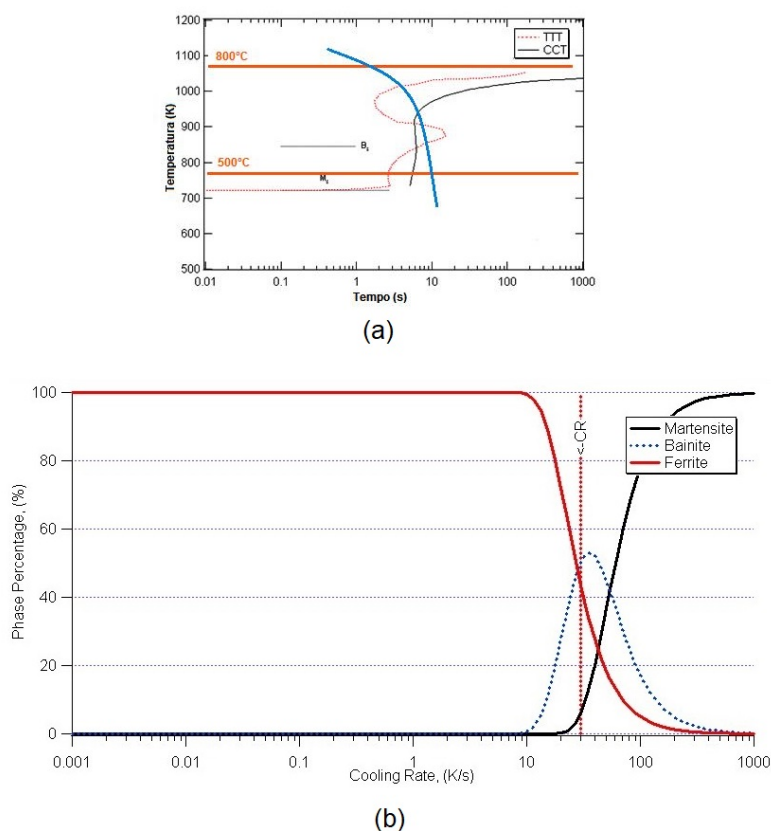 1200
1100
1000
900
800
700
600
500
Temperatura (K)
800°C
500°C
Bs
Ms
TTT
CCT
0.01
0.1
1
10
100
1000
Tempo (s)
(a)
100
80
60
40
20
0
Phase Percentage, (%)
<-CR
Martensite
Bainite
Ferrite
0.001
0.01
0.1
1
10
100
1000
Cooling Rate, (K/s)
(b)